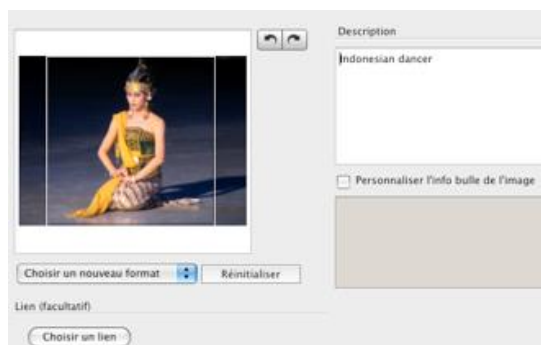 Description
Indonesian dancer
Personnaliser l'info bulle de l'image
Choisir un nouveau format
Réinitialiser
Lien (facultatif)
Choisir un lien